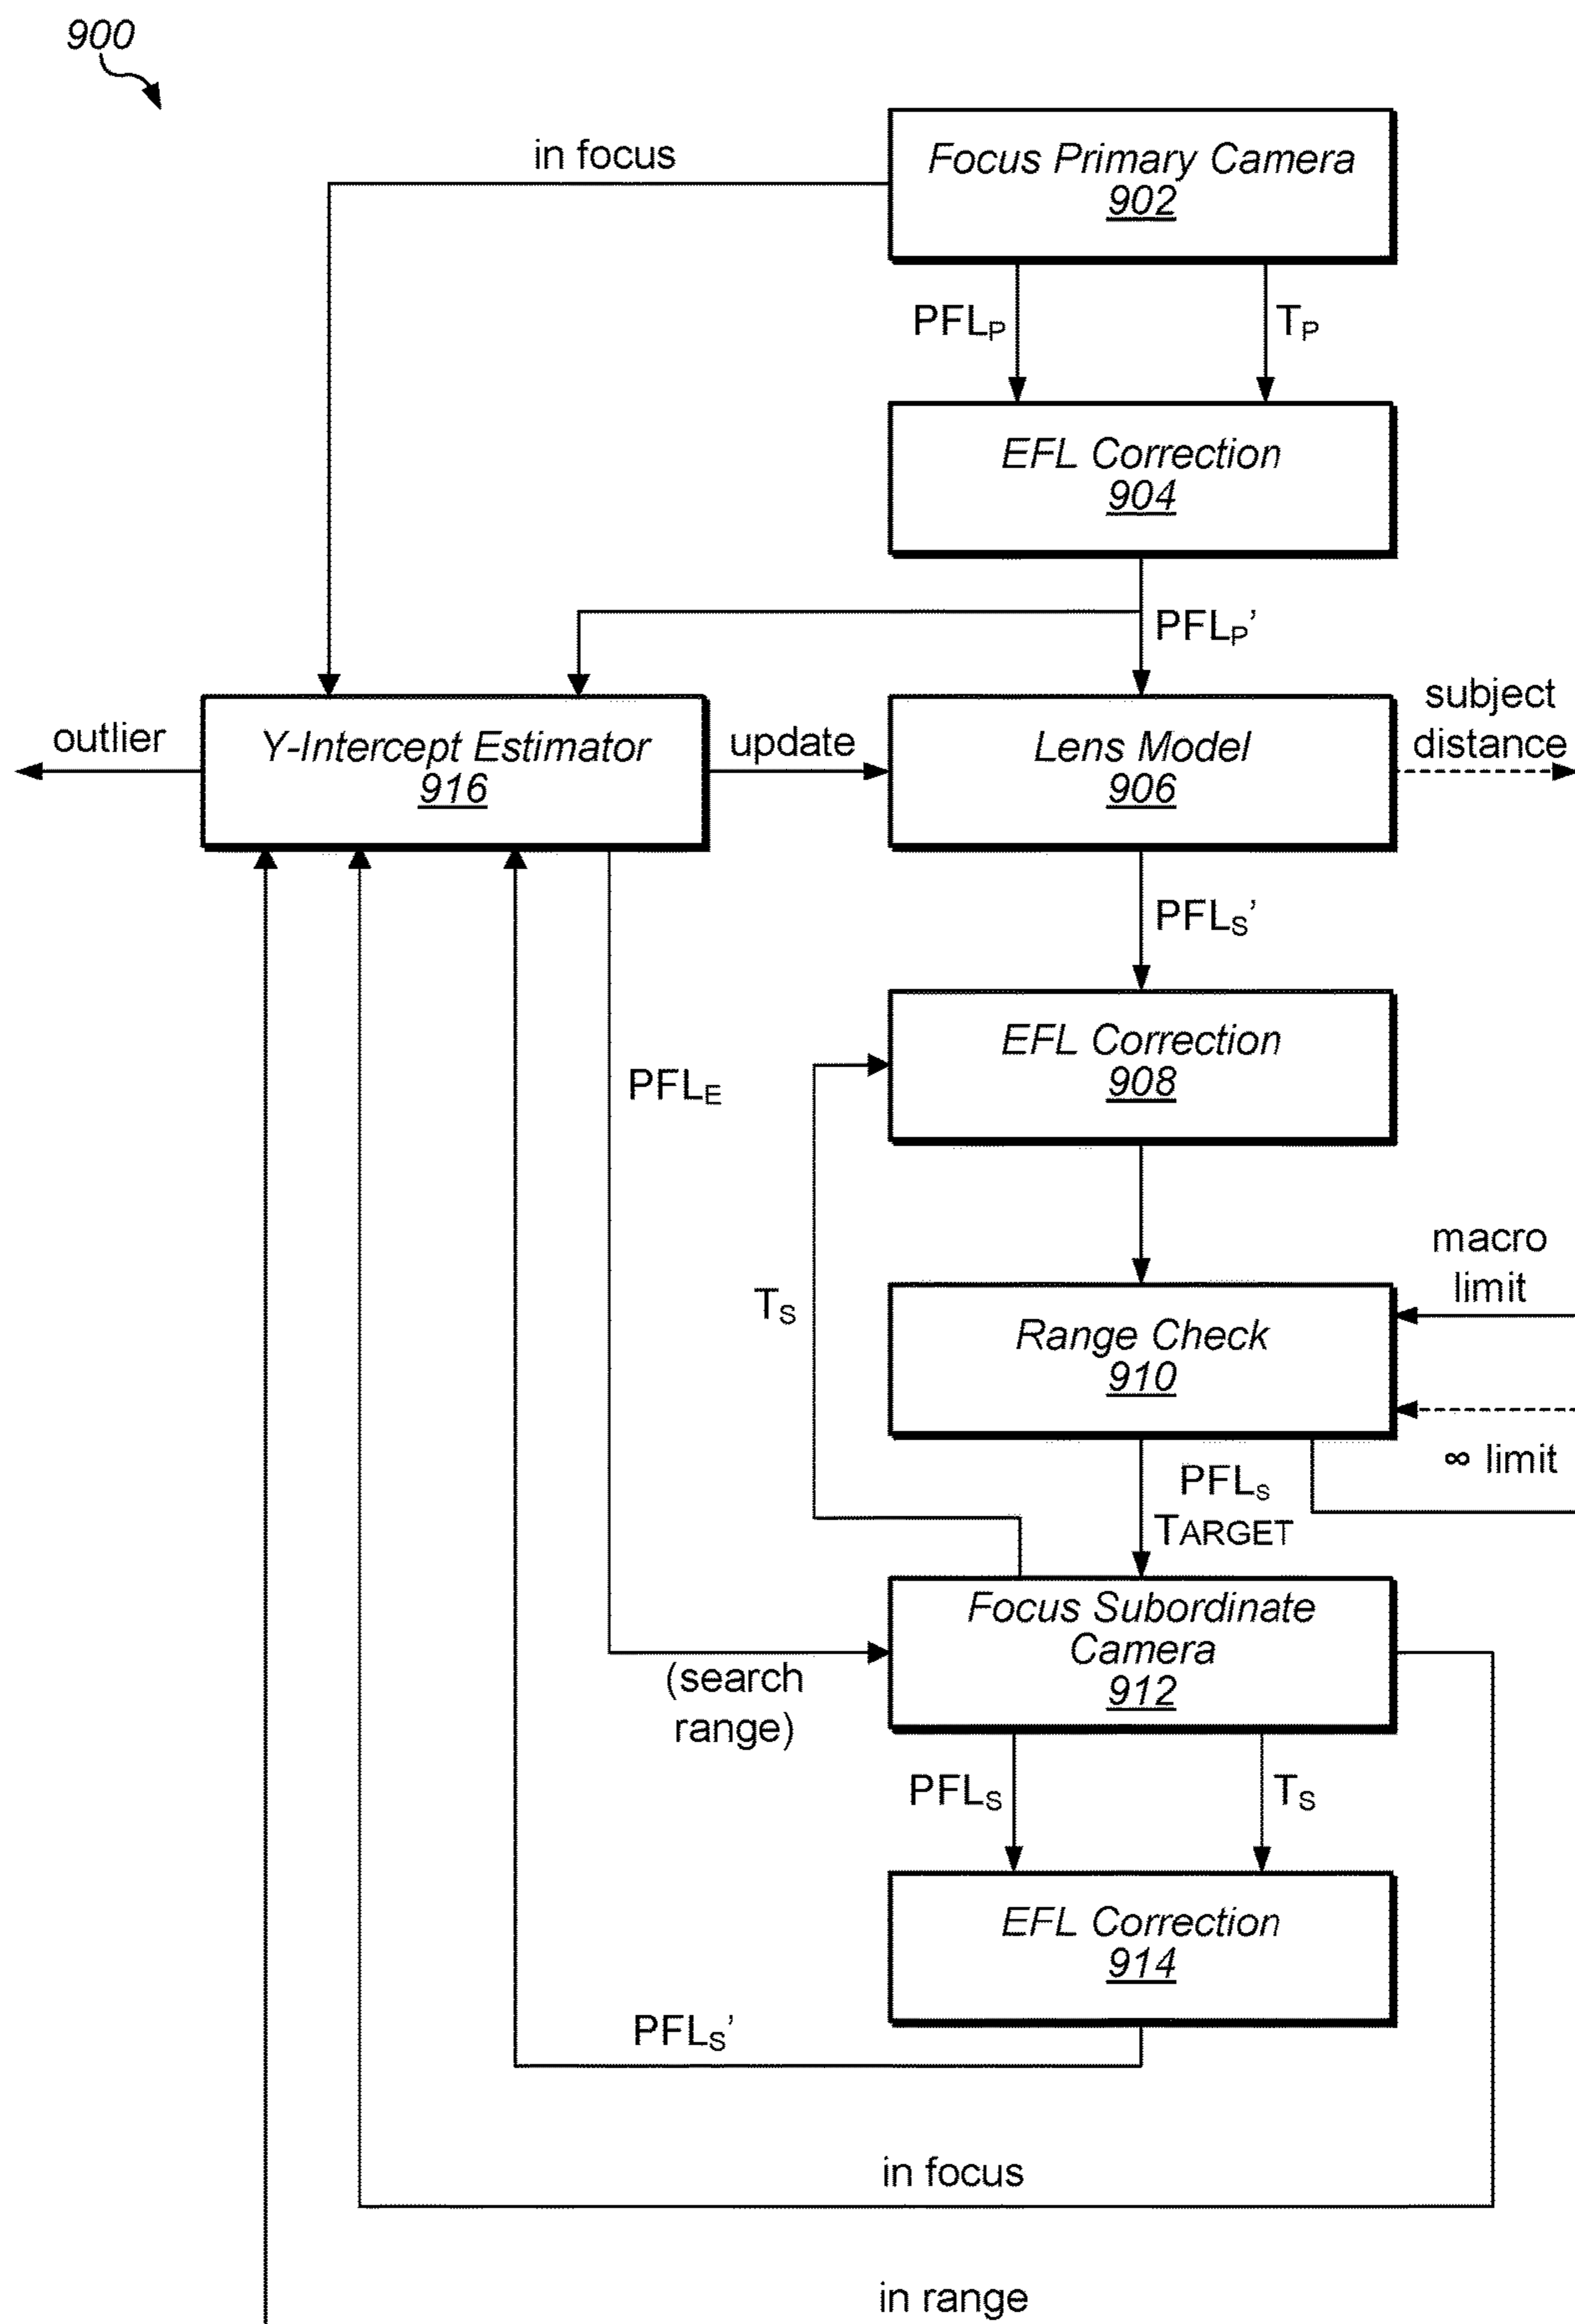 900
in focus
Focus Primary Camera
902
PFLP
TP
EFL Correction
904
PFLP’
outlier
Y-Intercept Estimator
916
update
Lens Model
906
subject
distance
PFLS’
EFL Correction
908
PFLE
TS
macro
limit
Range Check
910
∞ limit
PFLS
TARGET
Focus Subordinate
Camera
912
(search
range)
PFLS
TS
EFL Correction
914
PFLS’
in focus
in range